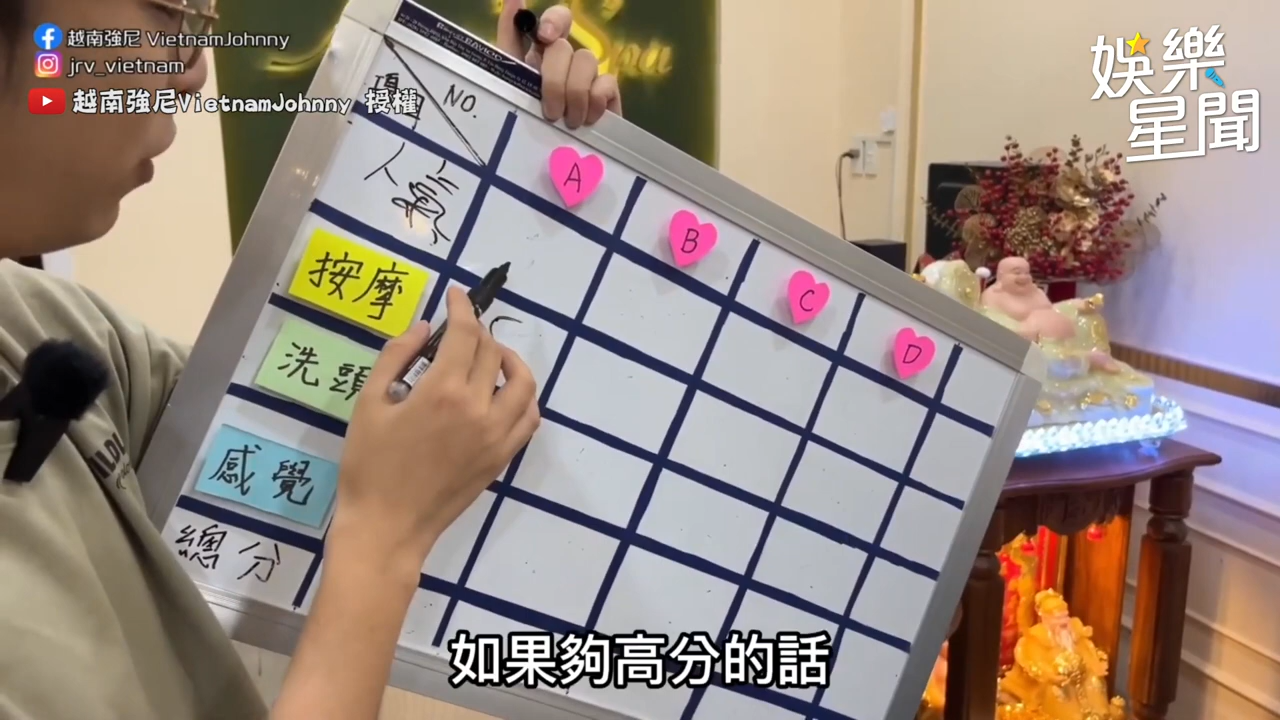 越南強尼 VietnamJohnny
jrv_vietnam
越南強尼VietnamJohnny 授權
娛樂
星聞
Spa
項目
NO.
A
B
C
D
人氣
按摩
洗頭
感覺
總分
如果夠高分的話